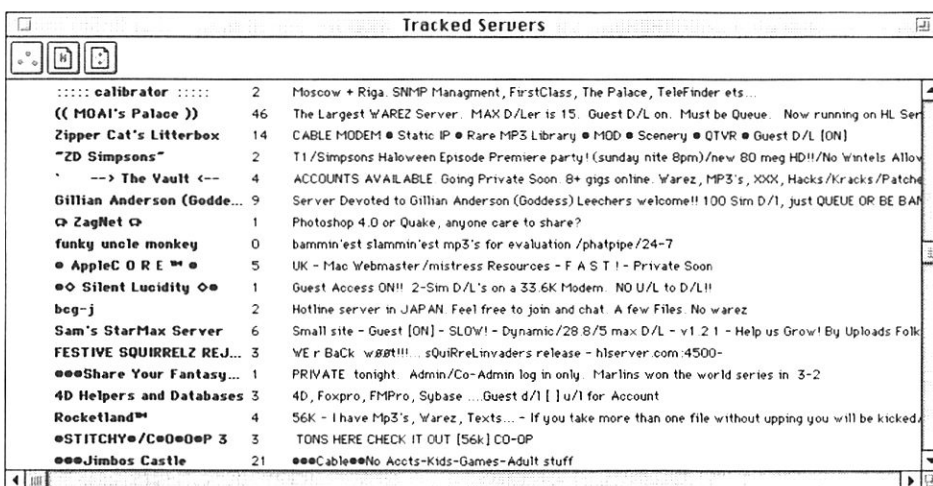 Tracked Servers
::::: calibrator ::::: 2 Moscow + Riga. SNMP Managment, FirstClass, The Palace, TeleFinder ets...
(( MOAI's Palace )) 46 The Largest WAREZ Server. MAX D/Ler is 15. Guest D/L on. Must be Queue. Now running on HL Ser
Zipper Cat's Litterbox 14 CABLE MODEM ● Static IP ● Rare MP3 Library ● MOD ● Scenery ● QTVR ● Guest D/L [ON]
"ZD Simpsons" 2 T1/Simpsons Haloween Episode Premiere party! (sunday nite 8pm)/new 80 meg HD!!/No Wintels Allow
` --> The Vault <-- 4 ACCOUNTS AVAILABLE. Going Private Soon. 8+ gigs online. Warez, MP3's, XXX, Hacks/Kracks/Patche
Gillian Anderson (Godde... 9 Server Devoted to Gillian Anderson (Goddess) Leechers welcome!! 100 Sim D/l, just QUEUE OR BE BAN
ZagNet 1 Photoshop 4.0 or Quake, anyone care to share?
funky uncle monkey 0 bammin'est slammin'est mp3's for evaluation /phatpipe/24-7
● AppleC O R E ™ ● 5 UK - Mac Webmaster/mistress Resources - F A S T ! - Private Soon
●◇ Silent Lucidity ◇● 1 Guest Access ON!! 2-Sim D/L's on a 33.6K Modem. NO U/L to D/L!!
bcg-j 2 Hotline server in JAPAN. Feel free to join and chat. A few Files. No warez
Sam's StarMax Server 6 Small site - Guest [ON] - SLOW! - Dynamic/28.8/5 max D/L - v1.2.1 - Help us Grow! By Uploads Folk
FESTIVE SQUIRRELZ REJ... 3 WE r BaCk wøøt!!!... sQuiRreLinvaders release - hlserver.com:4500-
●●●Share Your Fantasy... 1 PRIVATE tonight. Admin/Co-Admin log in only. Marlins won the world series in 3-2
4D Helpers and Databases 3 4D, Foxpro, FMPro, Sybase ....Guest d/l [ ] u/l for Account
Rocketland™ 4 56K - I have Mp3's, Warez, Texts... - If you take more than one file without upping you will be kicked/
●STITCHY●/C●O●O●P 3 3 TONS HERE CHECK IT OUT [56k] CO-OP
●●●Jimbos Castle 21 ●●●Cable●●No Accts-Kids-Games-Adult stuff